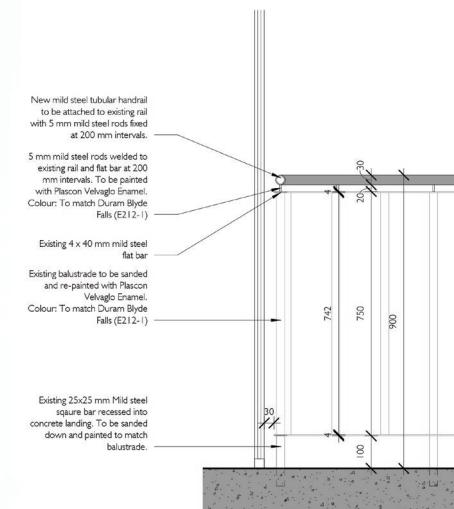 New mild steel tubular handrail
to be attached to existing rail
with 5 mm mild steel rods fixed
at 200 mm intervals.
5 mm mild steel rods welded to
existing rail and flat bar at 200
mm intervals. To be painted
with Plascon Velvaglo Enamel.
Colour: To match Duram Blyde
Falls (E212-1)
Existing 4 x 40 mm mild steel
flat bar
Existing balustrade to be sanded
and re-painted with Plascon
Velvaglo Enamel.
Colour: To match Duram Blyde
Falls (E212-1)
Existing 25x25 mm Mild steel
sqaure bar recessed into
concrete landing. To be sanded
down and painted to match
balustrade.
30
4
20
30
742
750
900
4
100